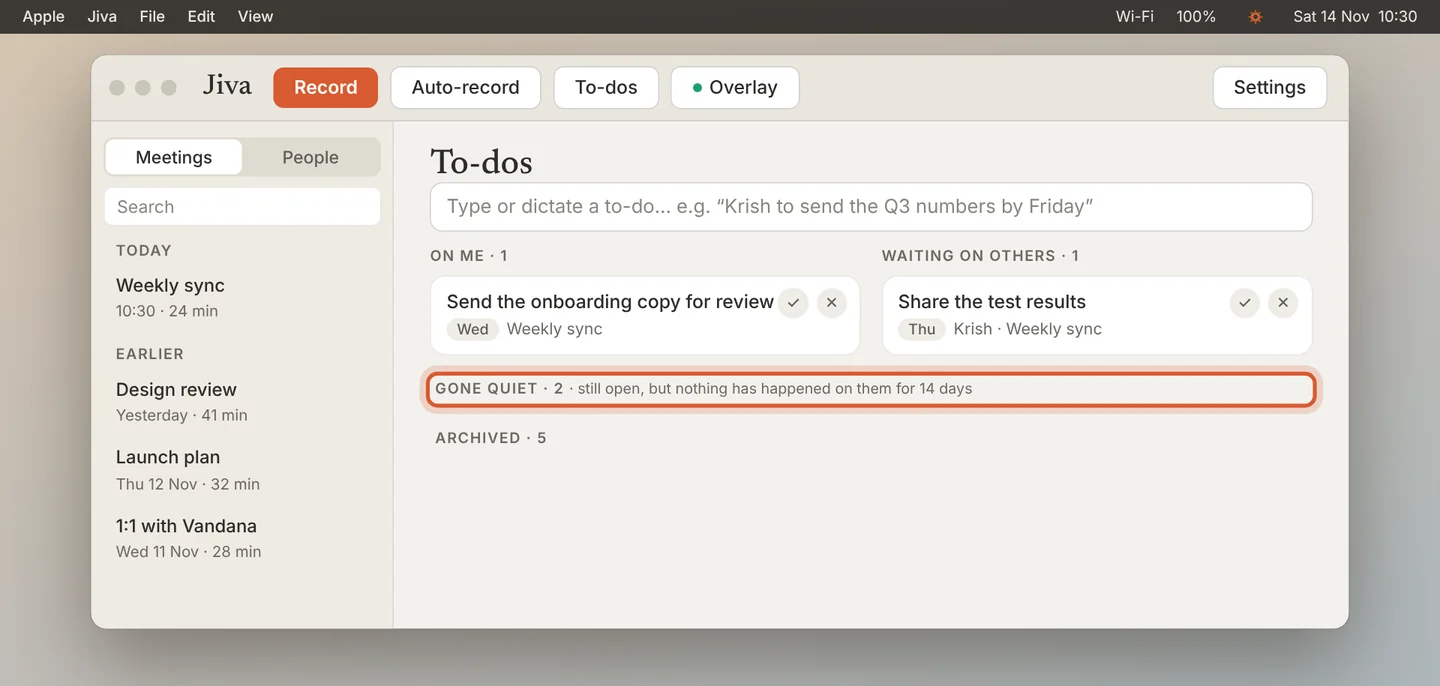 Apple Jiva File Edit View Wi-Fi 100% Sat 14 Nov 10:30
Jiva Record Auto-record To-dos Overlay Settings
Meetings People
Search
TODAY
Weekly sync
10:30 · 24 min
EARLIER
Design review
Yesterday · 41 min
Launch plan
Thu 12 Nov · 32 min
1:1 with Vandana
Wed 11 Nov · 28 min
To-dos
Type or dictate a to-do... e.g. “Krish to send the Q3 numbers by Friday”
ON ME · 1
Send the onboarding copy for review
Wed Weekly sync
WAITING ON OTHERS · 1
Share the test results
Thu Krish · Weekly sync
GONE QUIET · 2 · still open, but nothing has happened on them for 14 days
ARCHIVED · 5